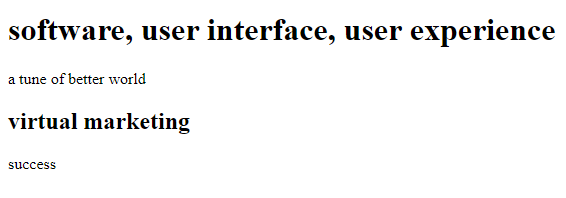 software, user interface, user experience
a tune of better world
virtual marketing
success